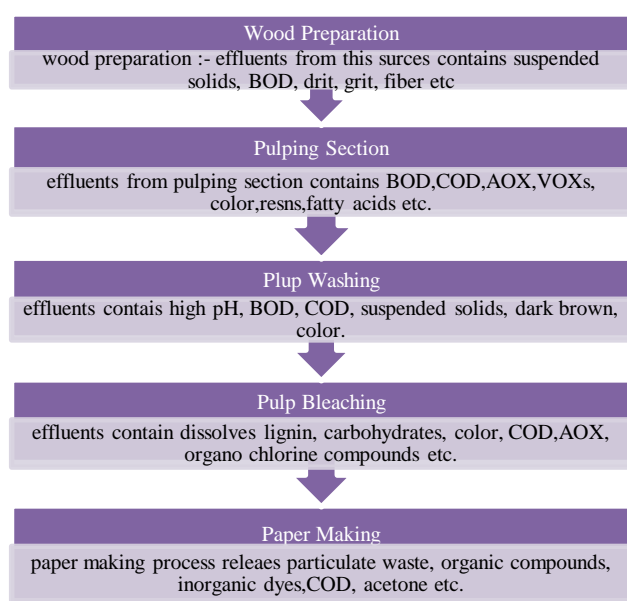 Wood Preparation
wood preparation :- effluents from this surces contains suspended
solids, BOD, drit, grit, fiber etc
Pulping Section
effluents from pulping section contains BOD,COD,AOX,VOXs,
color,resns,fatty acids etc.
Plup Washing
effluents contais high pH, BOD, COD, suspended solids, dark brown,
color.
Pulp Bleaching
effluents contain dissolves lignin, carbohydrates, color, COD,AOX,
organo chlorine compounds etc.
Paper Making
paper making process releaes particulate waste, organic compounds,
inorganic dyes,COD, acetone etc.